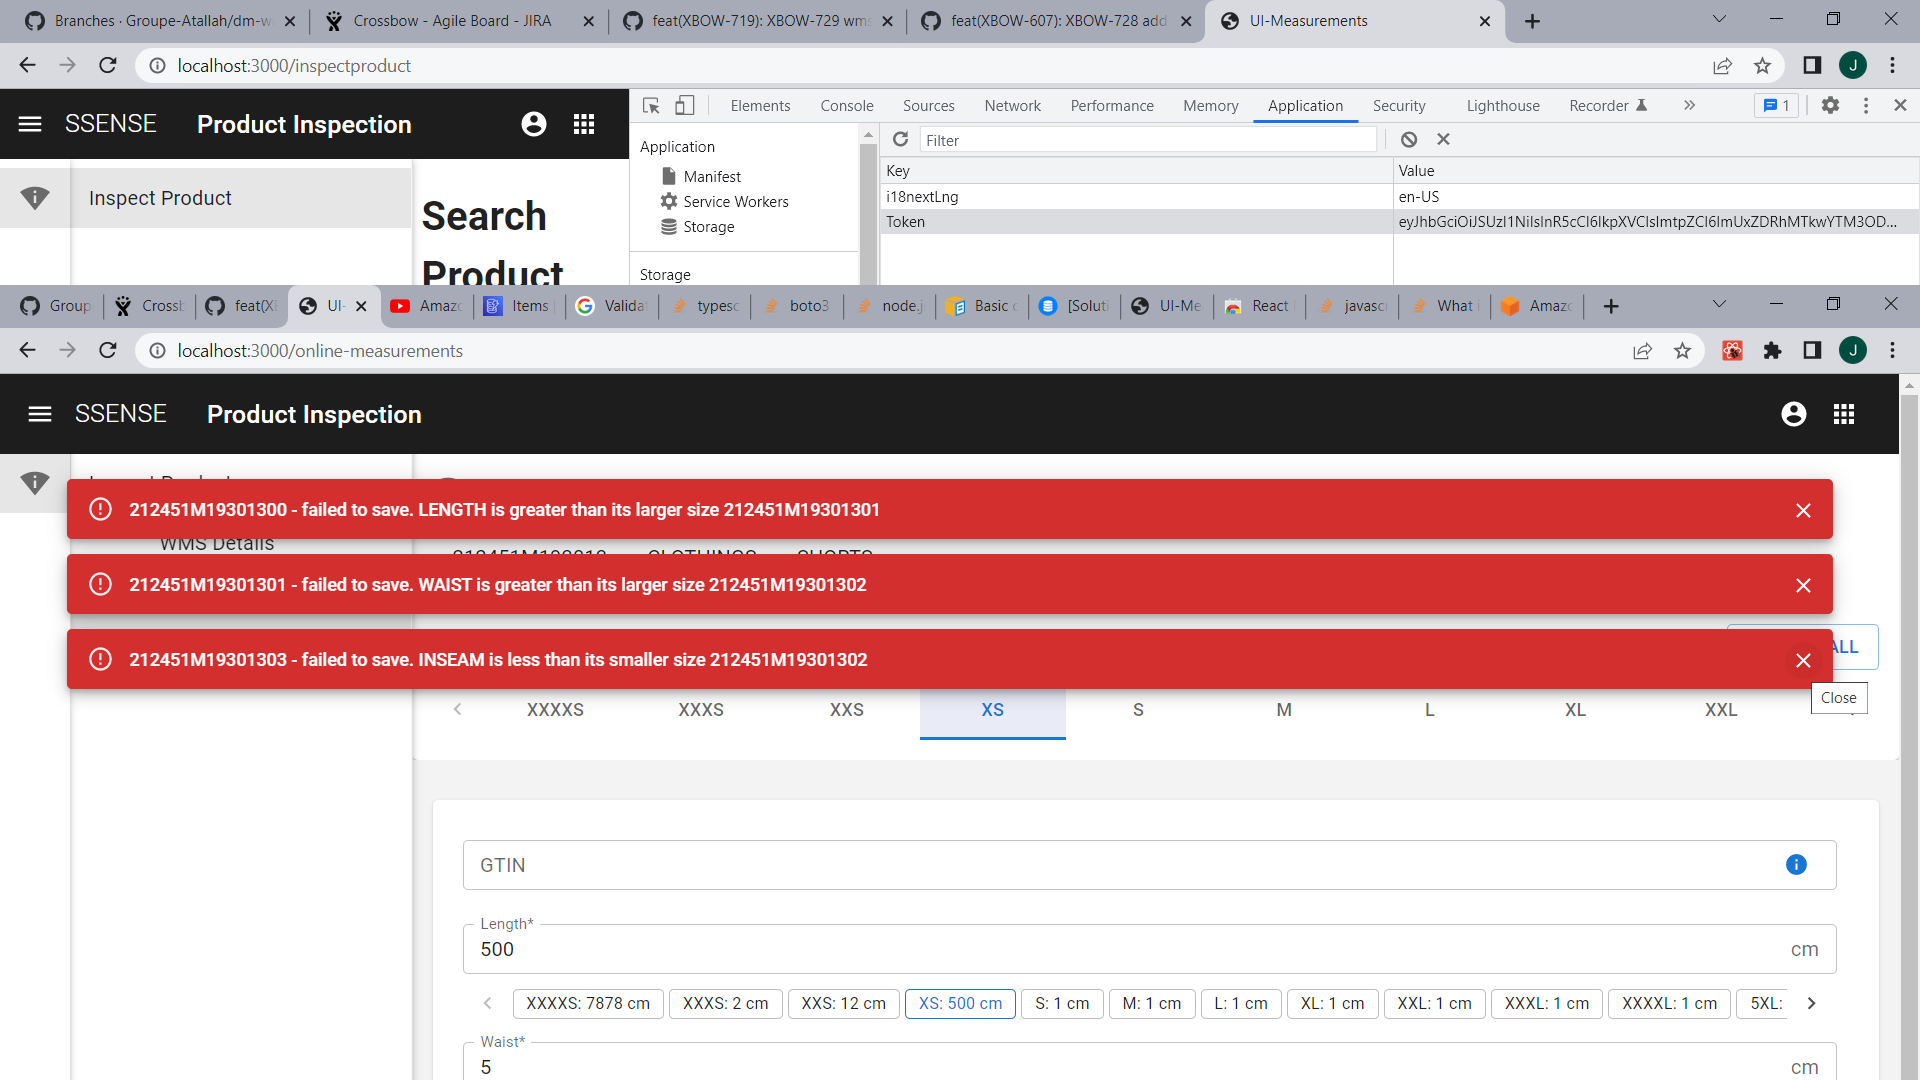 Branches · Groupe-Atallah/dm-w
Crossbow - Agile Board - JIRA
feat(XBOW-719): XBOW-729 wms
feat(XBOW-607): XBOW-728 add
UI-Measurements
localhost:3000/inspectproduct
J
SSENSE
Product Inspection
Elements
Console
Sources
Network
Performance
Memory
Application
Security
Lighthouse
Recorder
1
Inspect Product
Search
Product
Application
Manifest
Service Workers
Storage
Storage
Filter
Key
Value
i18nextLng
en-US
Token
Group
Crossb
feat(XB
UI-
Amazo
Items
Validat
typesc
boto3
node.j
Basic
[Soluti
UI-Me
React
javasc
What i
Amazo
localhost:3000/online-measurements
J
SSENSE
Product Inspection
212451M19301300 - failed to save. LENGTH is greater than its larger size 212451M19301301
WMS Details
212451M19301301 - failed to save. WAIST is greater than its larger size 212451M19301302
212451M19301303 - failed to save. INSEAM is less than its smaller size 212451M19301302
ALL
Close
XXXXS
XXXS
XXS
XS
S
M
L
XL
XXL
GTIN
Length*
500
cm
XXXXS: 7878 cm
XXXS: 2 cm
XXS: 12 cm
XS: 500 cm
S: 1 cm
M: 1 cm
L: 1 cm
XL: 1 cm
XXL: 1 cm
XXXL: 1 cm
XXXXL: 1 cm
5XL:
Waist*
5
cm